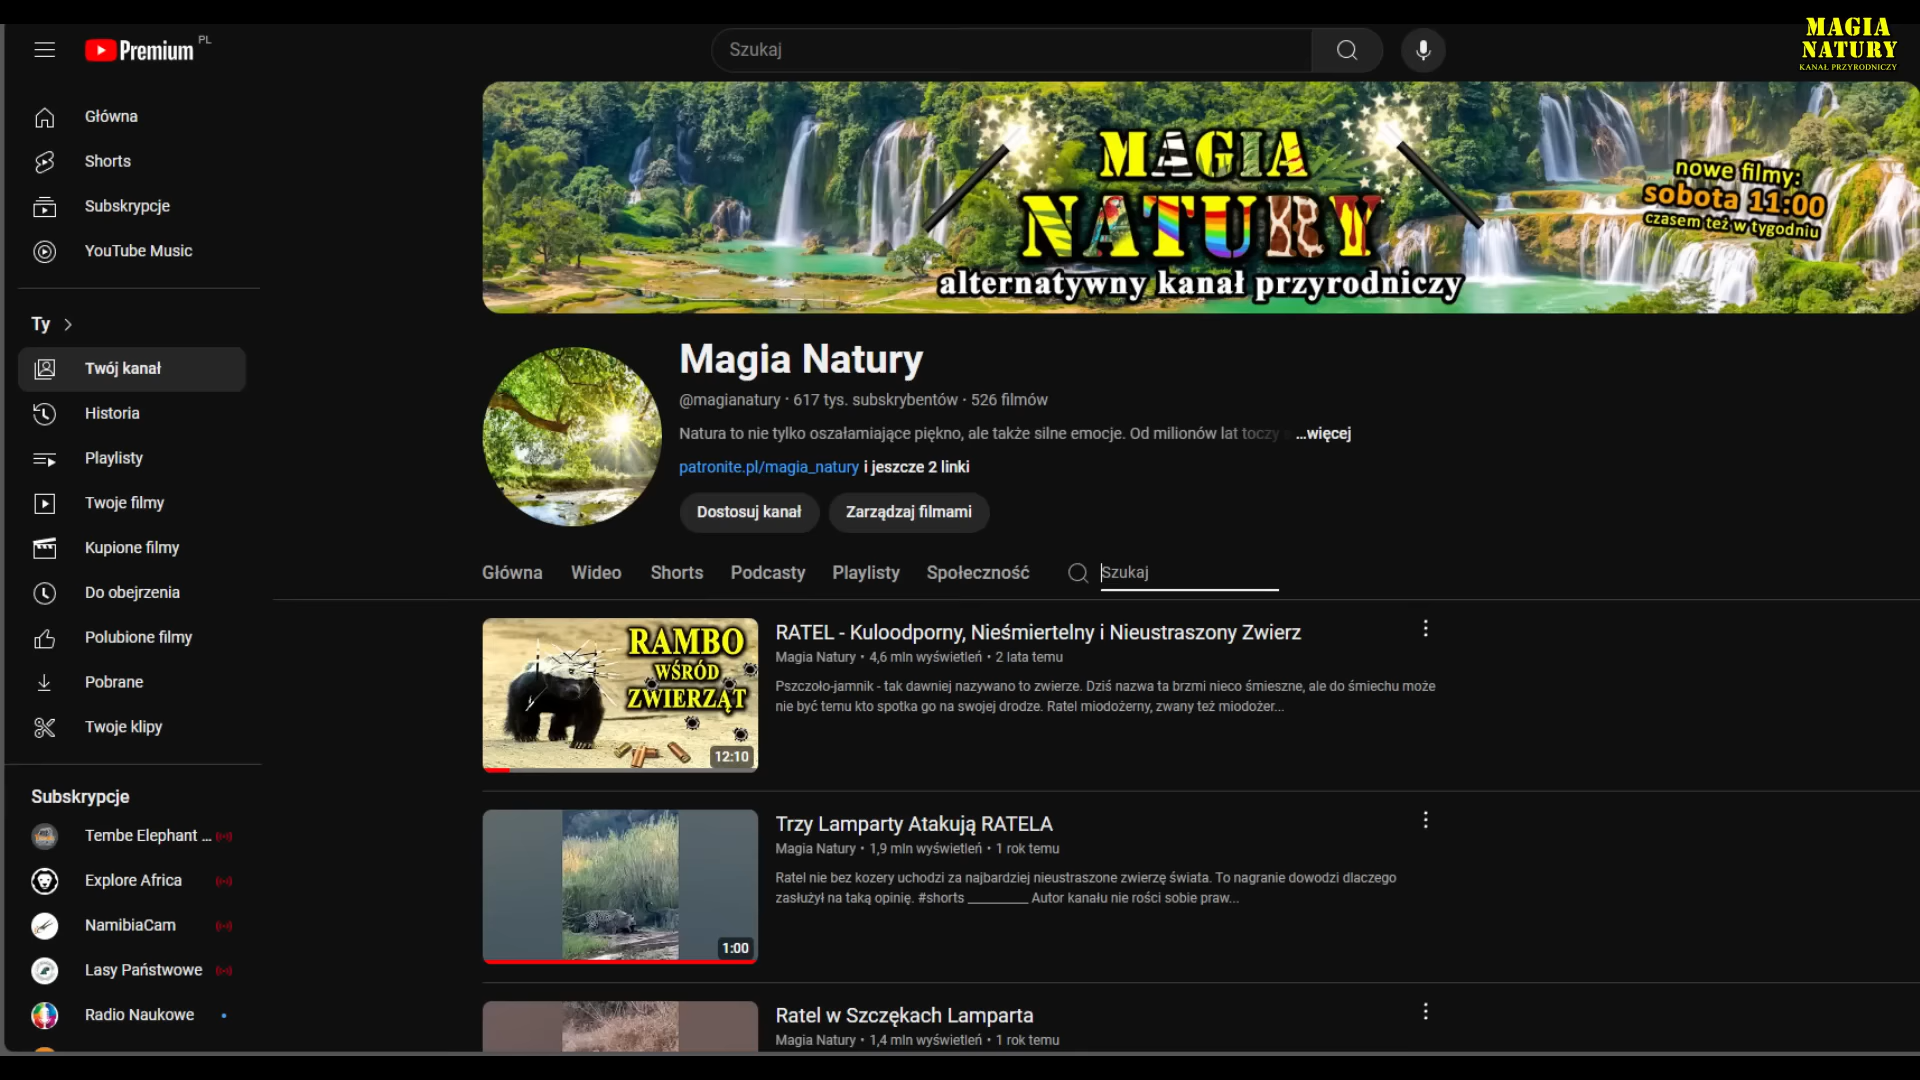 Premium PL
Szukaj
MAGIA
NATURY
KANAŁ PRZYRODNICZY
Główna
Shorts
Subskrypcje
YouTube Music
Ty
Twój kanał
Historia
Playlisty
Twoje filmy
Kupione filmy
Do obejrzenia
Polubione filmy
Pobrane
Twoje klipy
Subskrypcje
Tembe Elephant ...
Explore Africa
NamibiaCam
Lasy Państwowe
Radio Naukowe
MAGIA
NATURY
alternatywny kanał przyrodniczy
nowe filmy:
sobota 11:00
czasem też w tygodniu
Magia Natury
@magianatury • 617 tys. subskrybentów • 526 filmów
Natura to nie tylko oszałamiające piękno, ale także silne emocje. Od milionów lat toczy ...więcej
patronite.pl/magia_natury i jeszcze 2 linki
Dostosuj kanał Zarządzaj filmami
Główna Wideo Shorts Podcasty Playlisty Społeczność Szukaj
RAMBO
WŚRÓD
ZWIERZĄT
12:10
RATEL - Kuloodporny, Nieśmiertelny i Nieustraszony Zwierz
Magia Natury • 4,6 mln wyświetleń • 2 lata temu
Pszczoło-jamnik - tak dawniej nazywano to zwierze. Dziś nazwa ta brzmi nieco śmieszne, ale do śmiechu może
nie być temu kto spotka go na swojej drodze. Ratel miodożerny, zwany też miodożer...
1:00
Trzy Lamparty Atakują RATELA
Magia Natury • 1,9 mln wyświetleń • 1 rok temu
Ratel nie bez kozery uchodzi za najbardziej nieustraszone zwierzę świata. To nagranie dowodzi dlaczego
zasłużył na taką opinię. #shorts __________ Autor kanału nie rości sobie praw...
Ratel w Szczękach Lamparta
Magia Natury • 1,4 mln wyświetleń • 1 rok temu